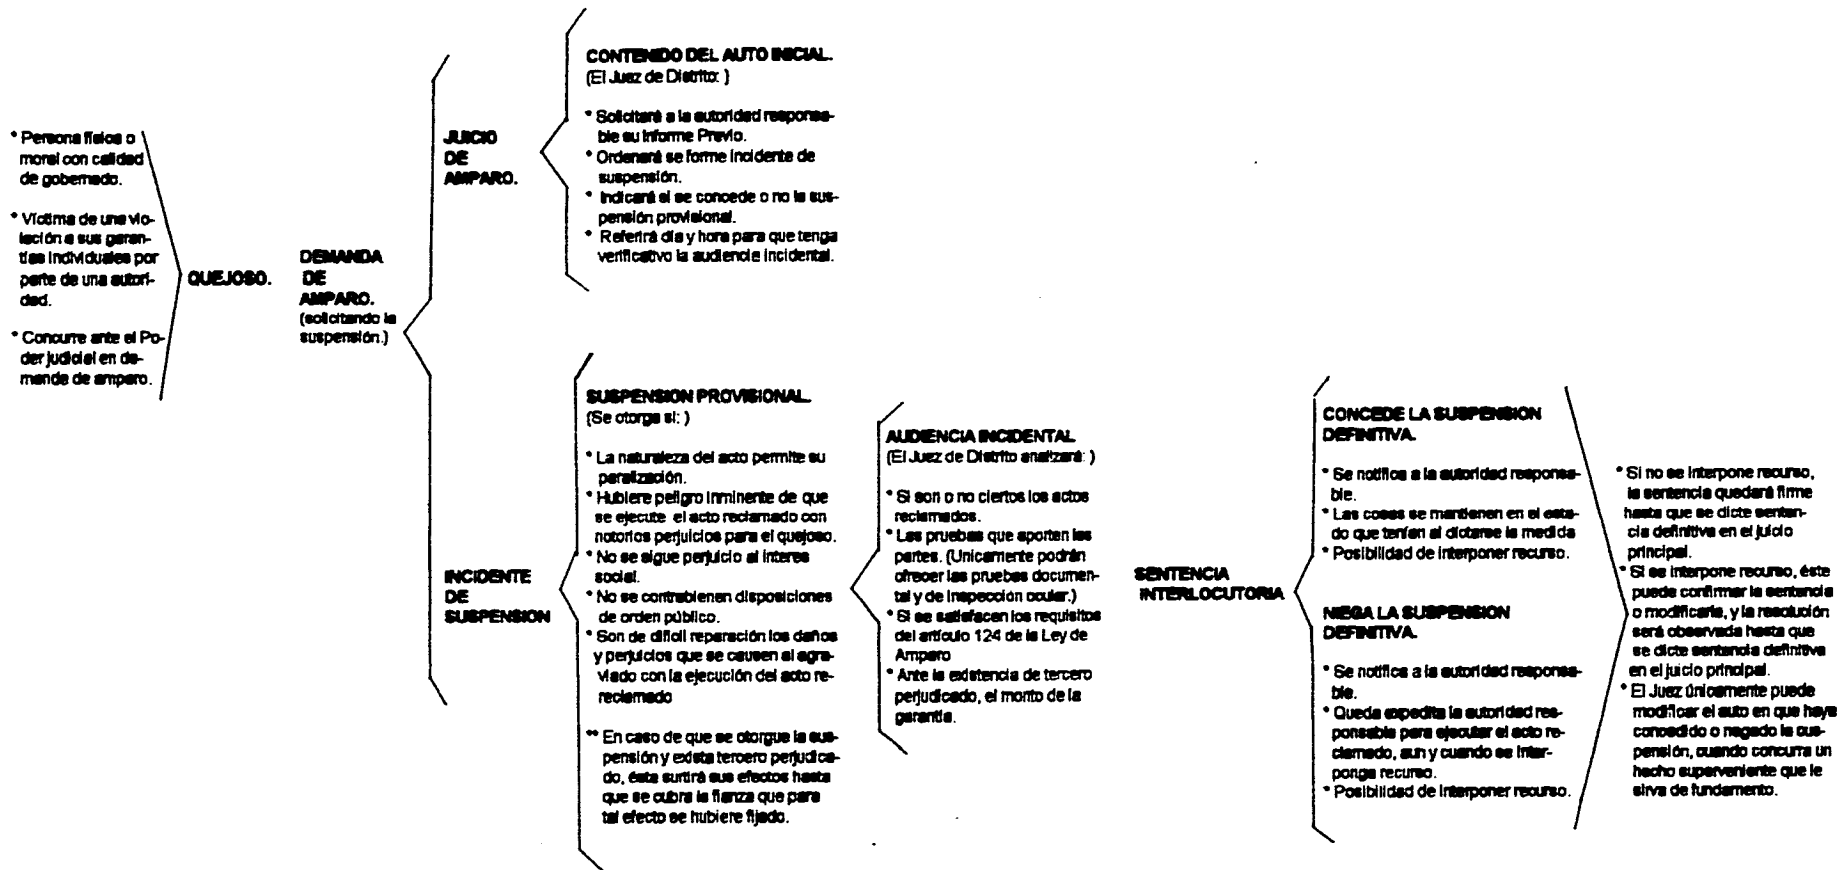 * Persona física o
moral con calidad
de gobernado.
* Víctima de una vio-
lación a sus garan-
tías individuales por
parte de una autori-
dad.
* Concurre ante el Po-
der judicial en de-
manda de amparo.
QUEJOSO.
DEMANDA
DE
AMPARO.
(solicitando la
suspensión.)
JUICIO
DE
AMPARO.
CONTENIDO DEL AUTO INICIAL.
(El Juez de Distrito: )
* Solicitará a la autoridad responsa-
ble su Informe Previo.
* Ordenará se forme incidente de
suspensión.
* Indicará si se concede o no la sus-
pensión provisional.
* Referirá día y hora para que tenga
verificativo la audiencia incidental.
INCIDENTE
DE
SUSPENSION
SUSPENSION PROVISIONAL.
(Se otorga si: )
* La naturaleza del acto permite su
paralización.
* Hubiere peligro inminente de que
se ejecute el acto reclamado con
notorios perjuicios para el quejoso.
* No se sigue perjuicio al interes
social.
* No se contrabienen disposiciones
de orden público.
* Son de difícil reparación los daños
y perjuicios que se causen al agra-
viado con la ejecución del acto re-
reclamado
** En caso de que se otorgue la sus-
pensión y exista tercero perjudica-
do, ésta surtirá sus efectos hasta
que se cubra la fianza que para
tal efecto se hubiere fijado.
AUDIENCIA INCIDENTAL
(El Juez de Distrito analizará: )
* Si son o no ciertos los actos
reclamados.
* Las pruebas que aporten las
partes. (Unicamente podrán
ofrecer las pruebas documen-
tal y de inspección ocular.)
* Si se satisfacen los requisitos
del artículo 124 de la Ley de
Amparo
* Ante la existencia de tercero
perjudicado, el monto de la
garantía.
SENTENCIA
INTERLOCUTORIA
CONCEDE LA SUSPENSION
DEFINITIVA.
* Se notifica a la autoridad responsa-
ble.
* Las cosas se mantienen en el esta-
do que tenían al dictarse la medida
* Posibilidad de interponer recurso.
NIEGA LA SUSPENSION
DEFINITIVA.
* Se notifica a la autoridad responsa-
ble.
* Queda expedita la autoridad res-
ponsable para ejecutar el acto re-
clamado, aun y cuando se inter-
ponga recurso.
* Posibilidad de interponer recurso.
* Si no se interpone recurso,
la sentencia quedará firme
hasta que se dicte senten-
cia definitiva en el juicio
principal.
* Si se interpone recurso, éste
puede confirmar la sentencia
o modificarla, y la resolución
será observada hasta que
se dicte sentencia definitiva
en el juicio principal.
* El Juez únicamente puede
modificar el auto en que haya
concedido o negado la sus-
pensión, cuando concurra un
hecho superveniente que le
sirva de fundamento.